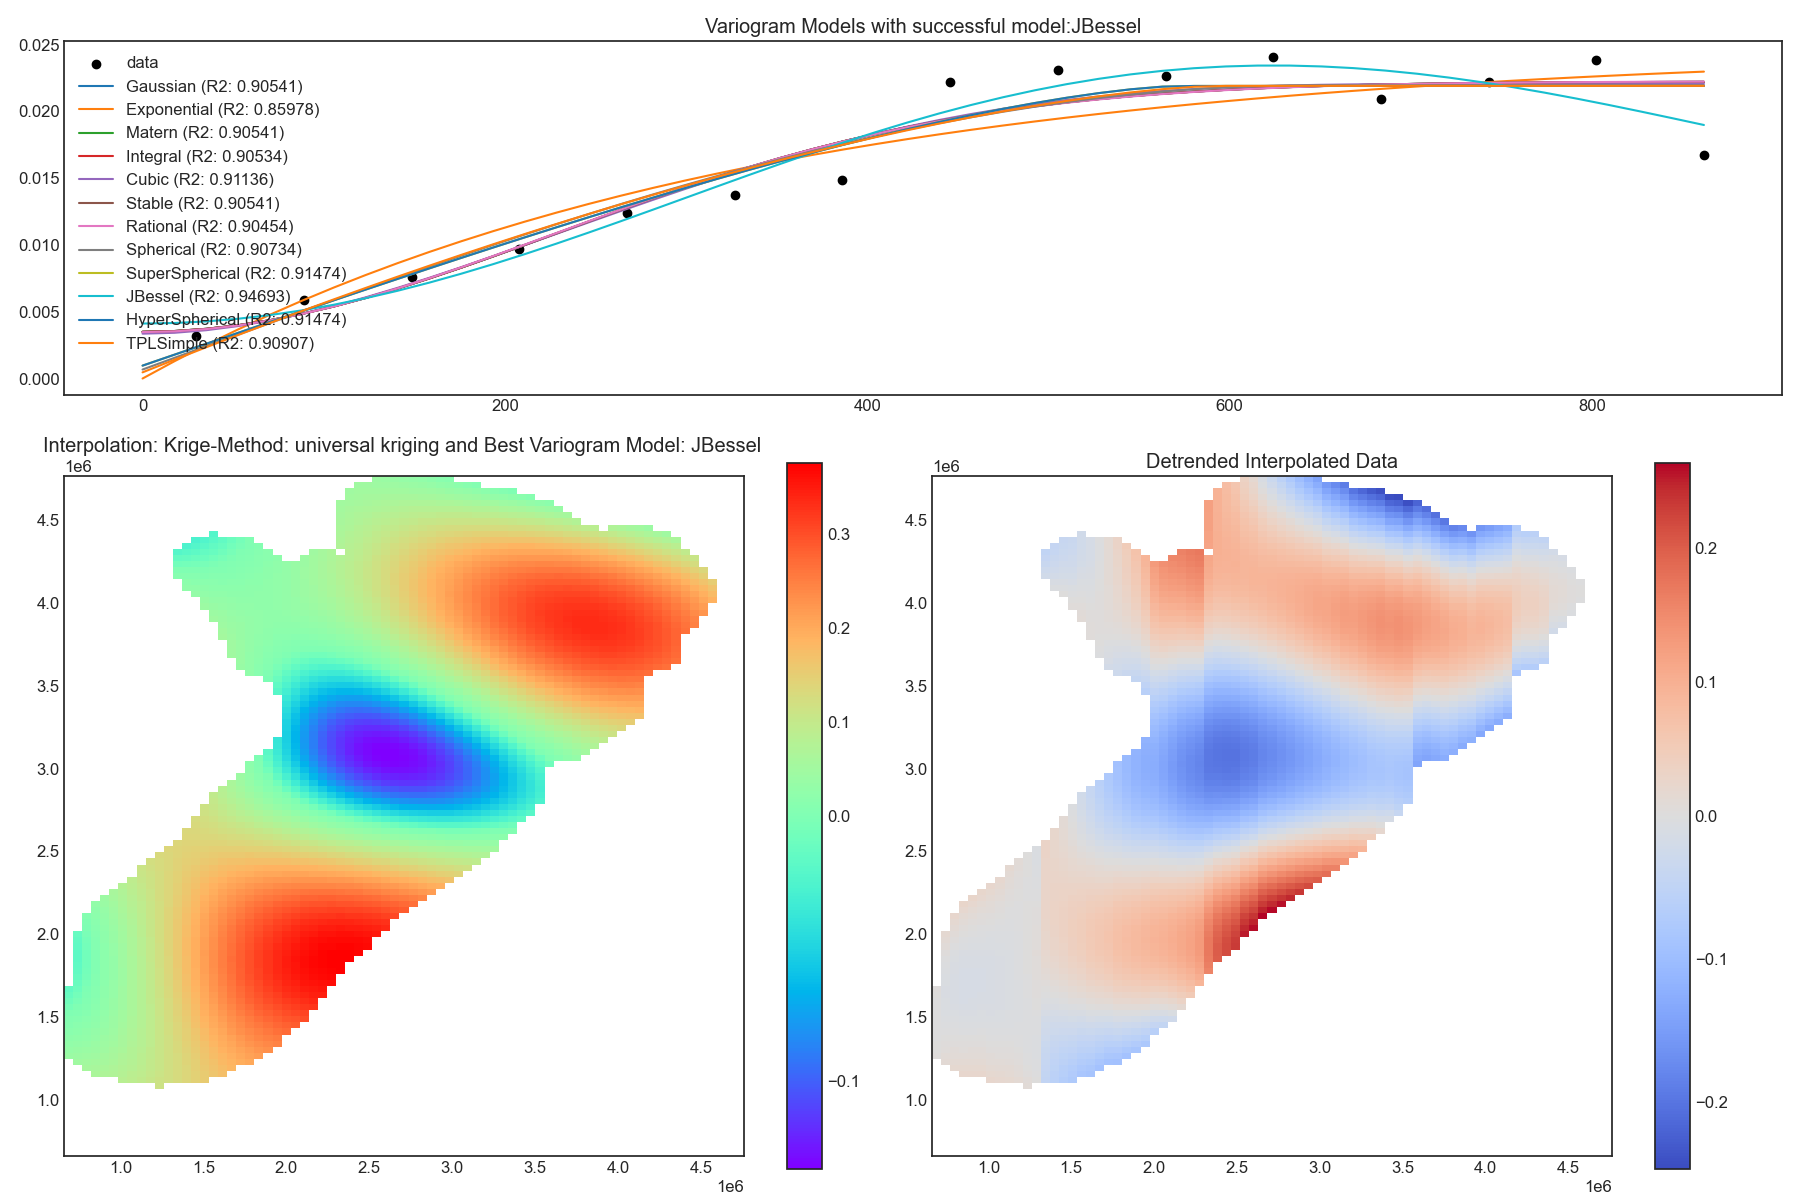 Variogram Models with successful model:JBessel
0.025
0.020
0.015
0.010
0.005
0.000
data
Gaussian (R2: 0.90541)
Exponential (R2: 0.85978)
Matern (R2: 0.90541)
Integral (R2: 0.90534)
Cubic (R2: 0.91136)
Stable (R2: 0.90541)
Rational (R2: 0.90454)
Spherical (R2: 0.90734)
SuperSpherical (R2: 0.91474)
JBessel (R2: 0.94693)
HyperSpherical (R2: 0.91474)
TPLSimple (R2: 0.90907)
0 200 400 600 800
Interpolation: Krige-Method: universal kriging and Best Variogram Model: JBessel
1e6
4.5
4.0
3.5
3.0
2.5
2.0
1.5
1.0
1.0 1.5 2.0 2.5 3.0 3.5 4.0 4.5
1e6
0.3
0.2
0.1
0.0
−0.1
Detrended Interpolated Data
1e6
4.5
4.0
3.5
3.0
2.5
2.0
1.5
1.0
1.0 1.5 2.0 2.5 3.0 3.5 4.0 4.5
1e6
0.2
0.1
0.0
−0.1
−0.2